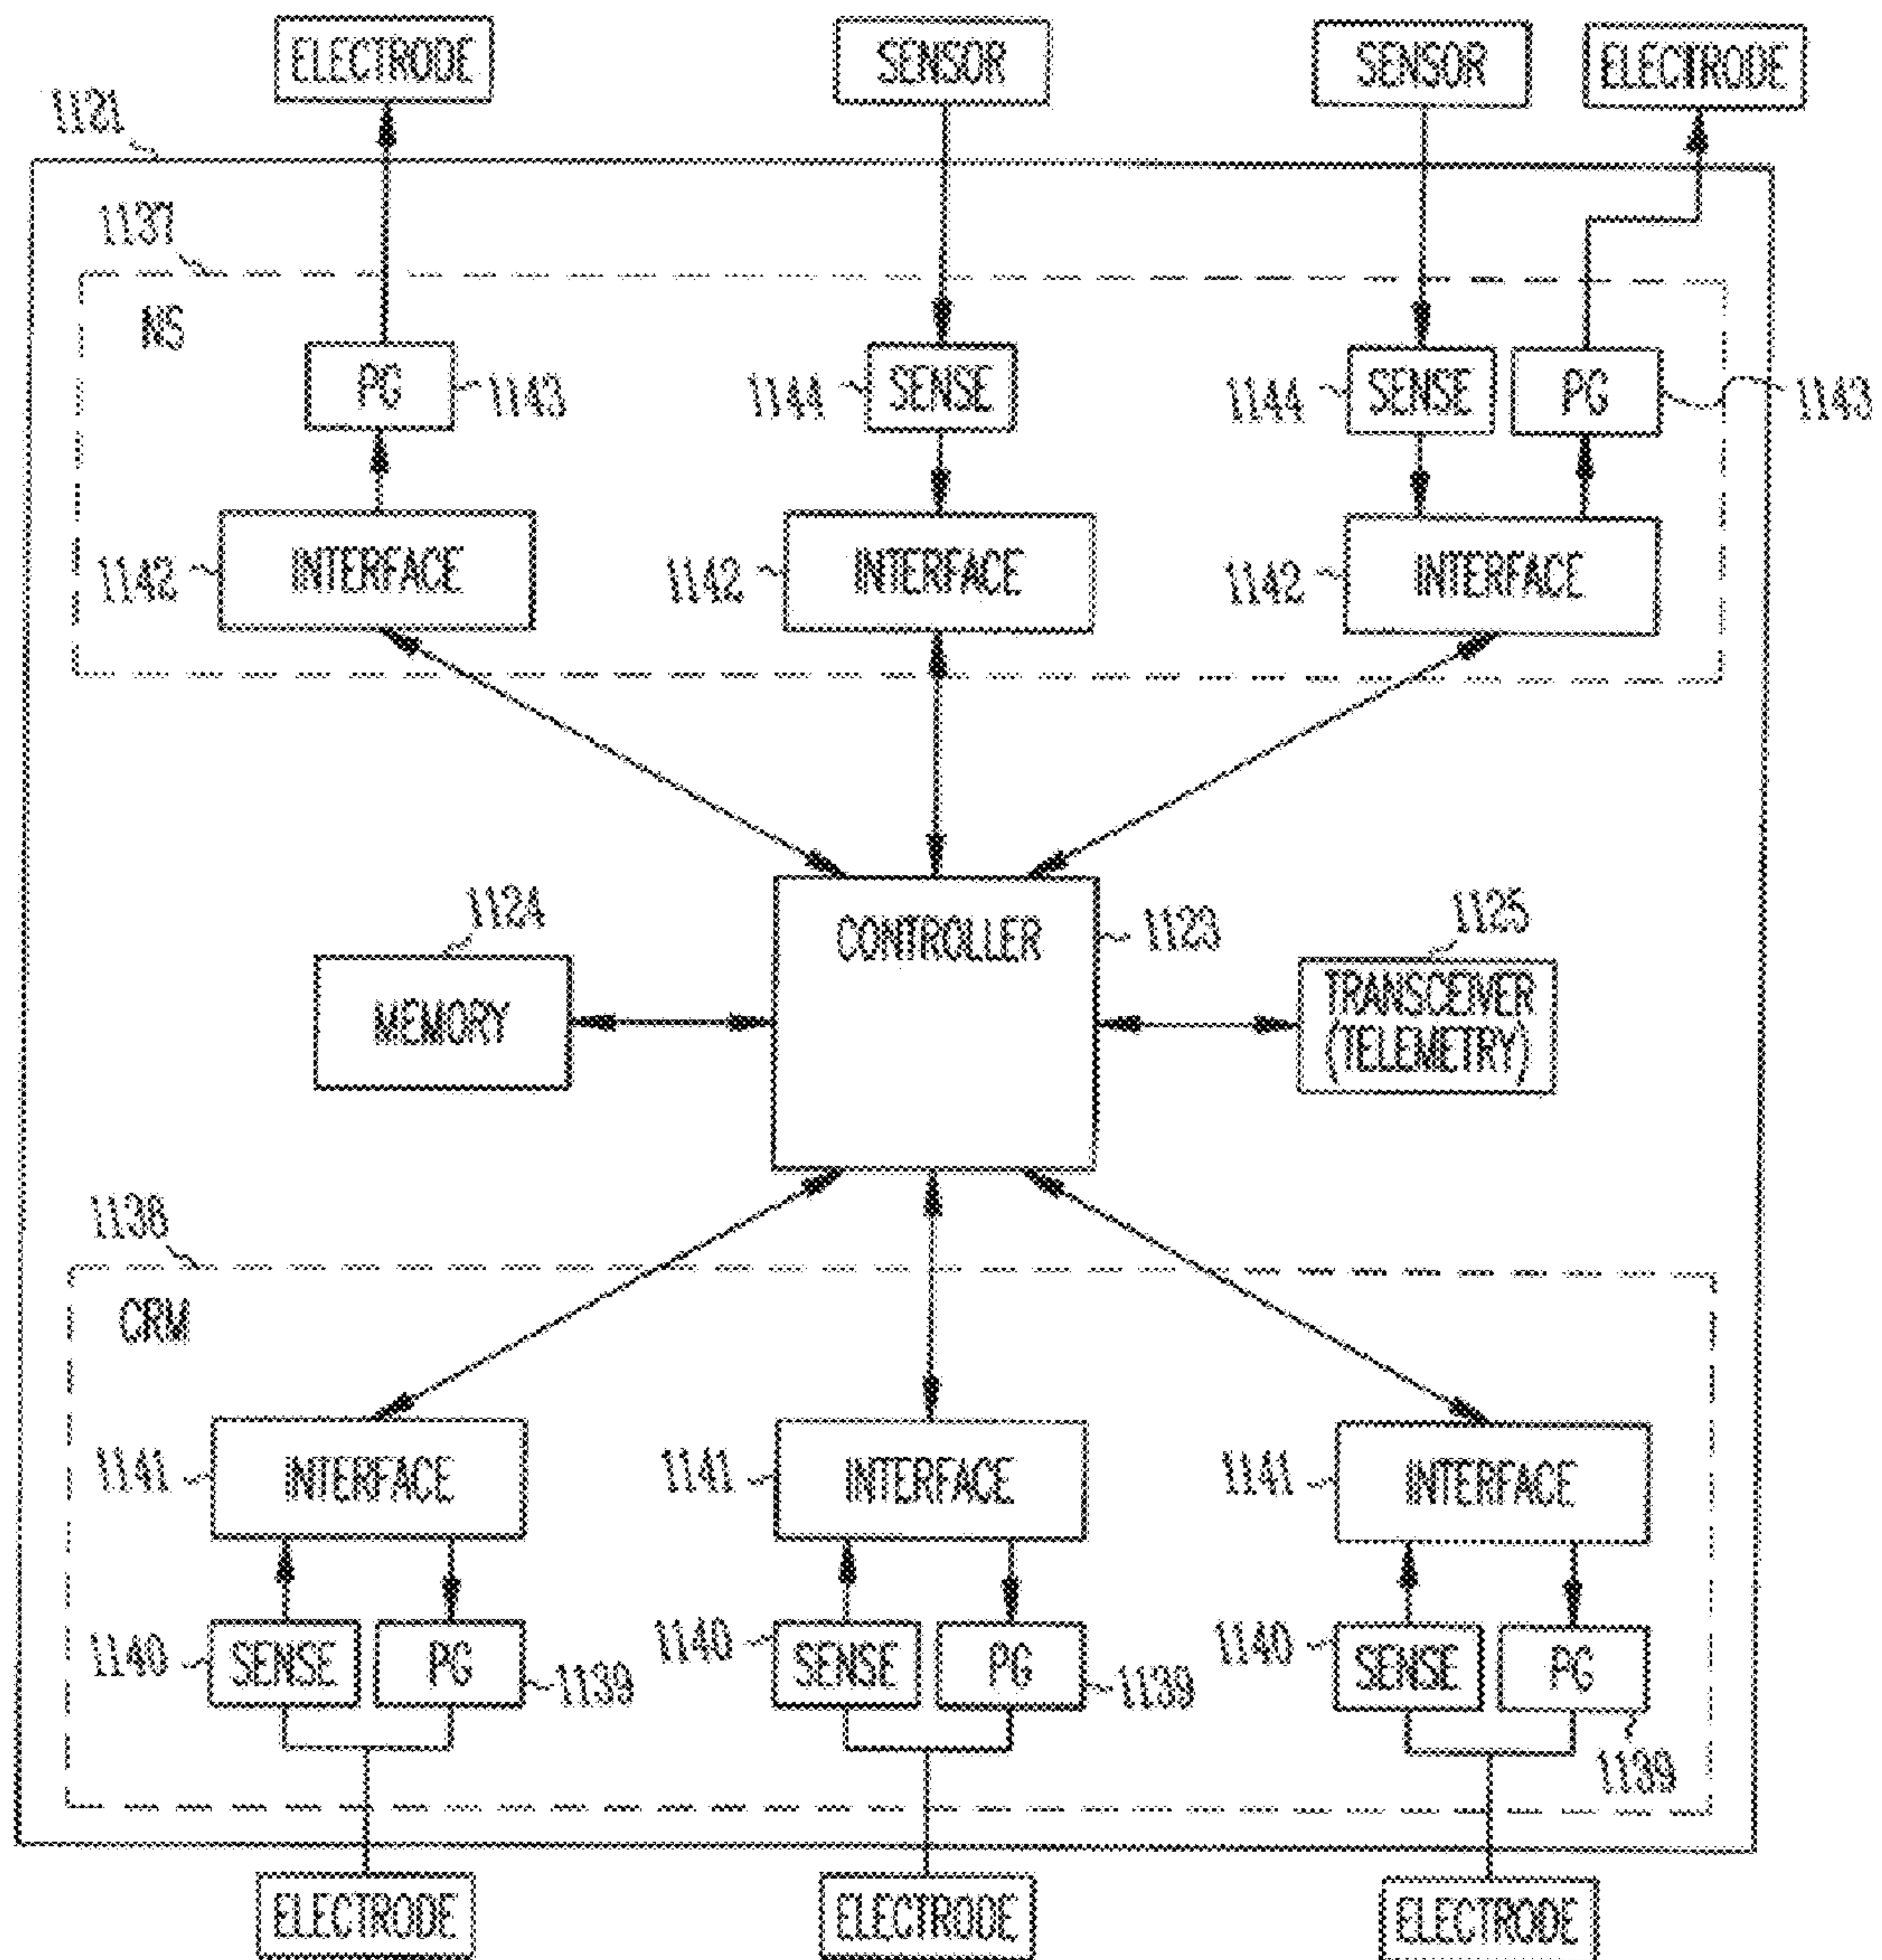 ELECTRODE
SENSOR
SENSOR
ELECTRODE
1121
1137
NS
PG
1143
1144
SENSE
1144
SENSE
PG
1143
1142
INTERFACE
1142
INTERFACE
1142
INTERFACE
1124
MEMORY
CONTROLLER
1123
1125
TRANSCEIVER
(TELEMETRY)
1138
CRM
1141
INTERFACE
1141
INTERFACE
1141
INTERFACE
1140
SENSE
PG
1139
1140
SENSE
PG
1139
1140
SENSE
PG
1139
ELECTRODE
ELECTRODE
ELECTRODE